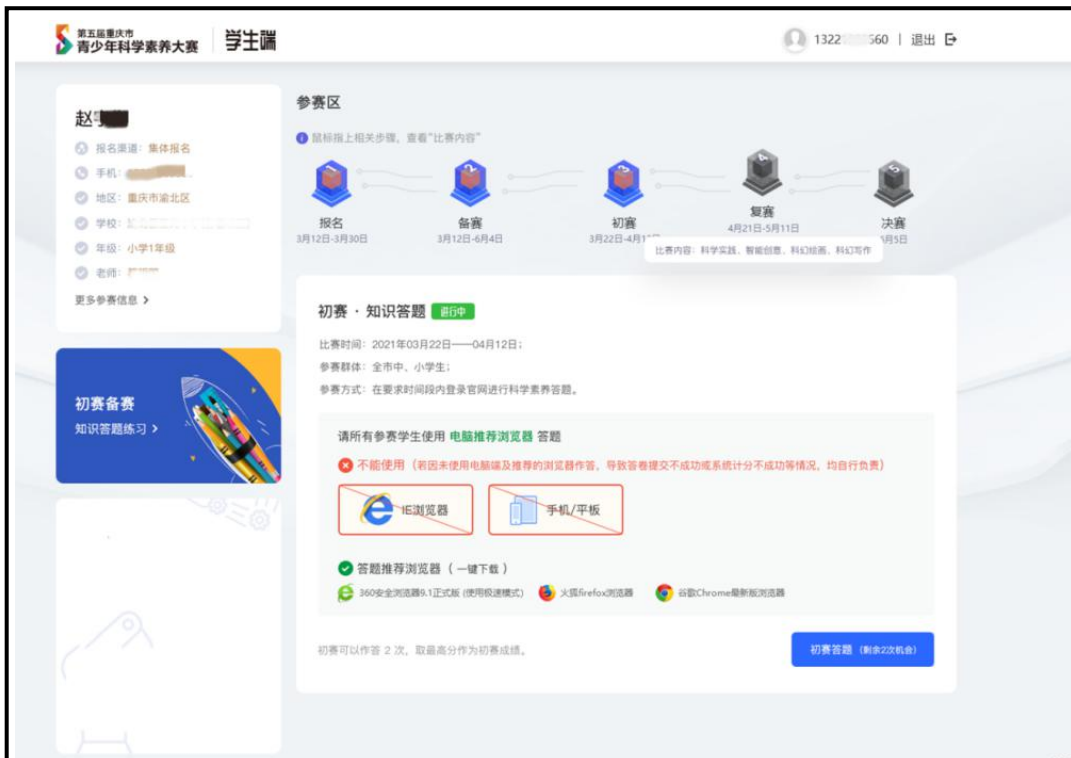 第五届重庆市
青少年科学素养大赛
学生端
1322 560 | 退出
赵
报名渠道：集体报名
手机：
地区：重庆市渝北区
学校：
年级：小学1年级
老师：
更多参赛信息 >
初赛备赛
知识答题练习 >
参赛区
鼠标指上相关步骤，查看"比赛内容"
1
2
3
4
5
报名
3月12日-3月30日
备赛
3月12日-6月4日
初赛
3月22日-4月1
复赛
4月21日-5月11日
决赛
月5日
比赛内容：科学实践、智能创意、科幻绘画、科幻写作
初赛 · 知识答题 进行中
比赛时间：2021年03月22日——04月12日；
参赛群体：全市中、小学生；
参赛方式：在要求时间段内登录官网进行科学素养答题。
请所有参赛学生使用 电脑推荐浏览器 答题
不能使用（若因未使用电脑端及推荐的浏览器作答，导致答卷提交不成功或系统计分不成功等情况，均自行负责）
IE浏览器
手机/平板
答题推荐浏览器（一键下载）
360安全浏览器9.1正式版 (使用极速模式)
火狐firefox浏览器
谷歌Chrome最新版浏览器
初赛可以作答 2 次，取最高分作为初赛成绩。
初赛答题（剩余2次机会）